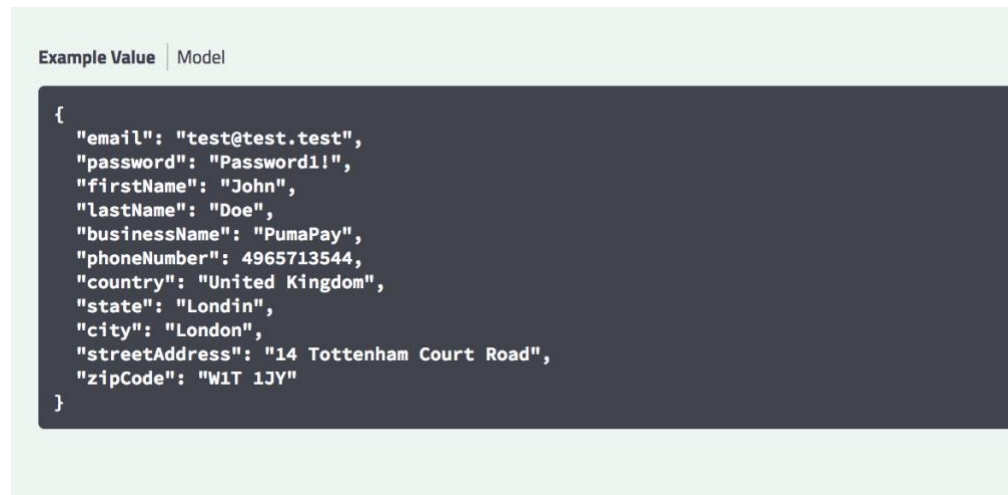 Example Value Model
{
"email": "test@test.test",
"password": "Password1!",
"firstName": "John",
"lastName": "Doe",
"businessName": "PumaPay",
"phoneNumber": 4965713544,
"country": "United Kingdom",
"state": "Londin",
"city": "London",
"streetAddress": "14 Tottenham Court Road",
"zipCode": "W1T 1JY"
}